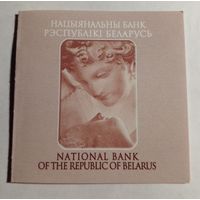 НАЦЫЯНАЛЬНЫ БАНК
РЭСПУБЛІКІ БЕЛАРУСЬ
NATIONAL BANK
OF THE REPUBLIC OF BELARUS